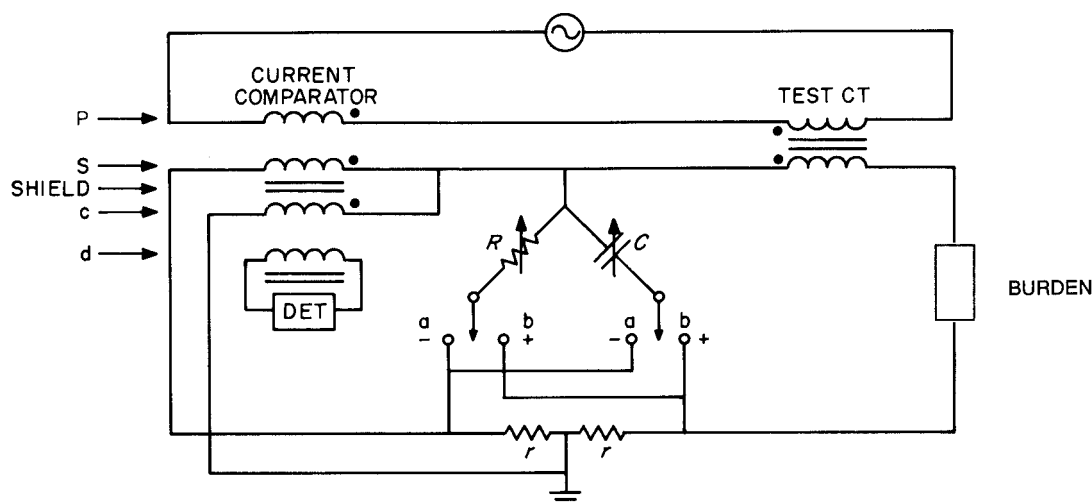 CURRENT
COMPARATOR
TEST CT
P
S
SHIELD
c
d
R
C
DET
BURDEN
a
b
a
b
-
+
-
+
r
r